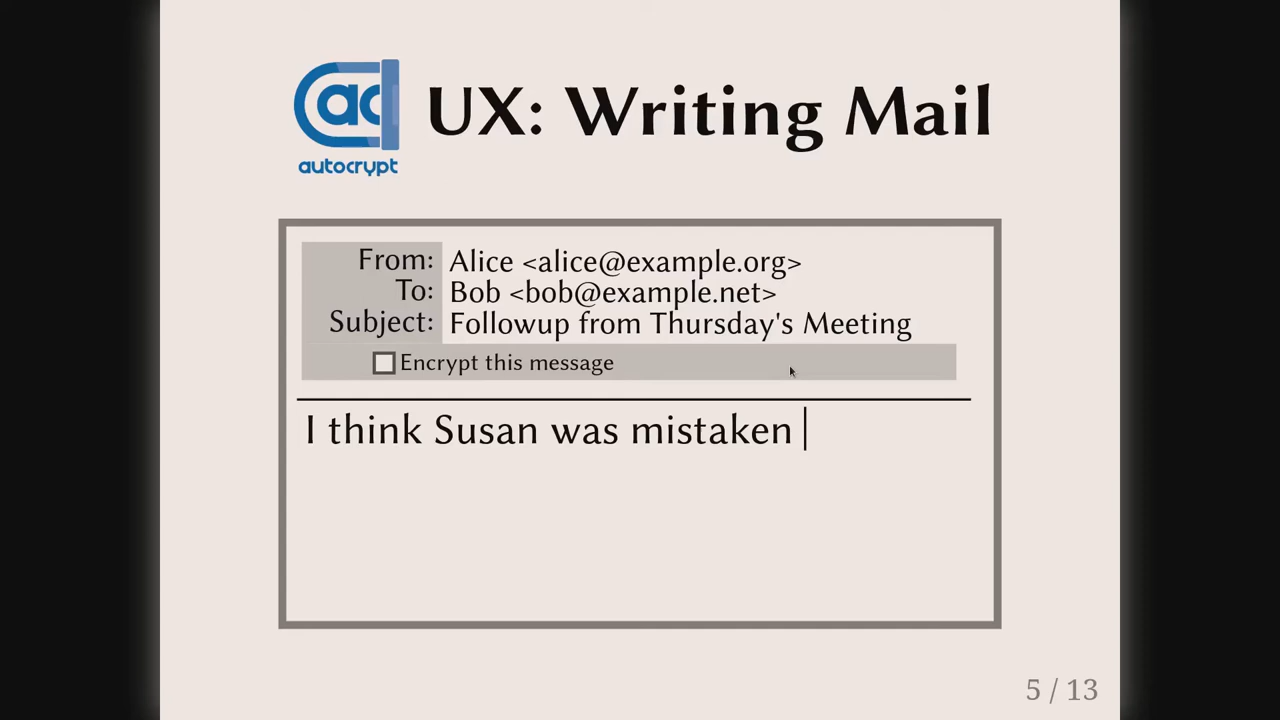 ac
autocrypt
UX: Writing Mail
From: Alice <alice@example.org>
To: Bob <bob@example.net>
Subject: Followup from Thursday's Meeting
Encrypt this message
I think Susan was mistaken
5 / 13